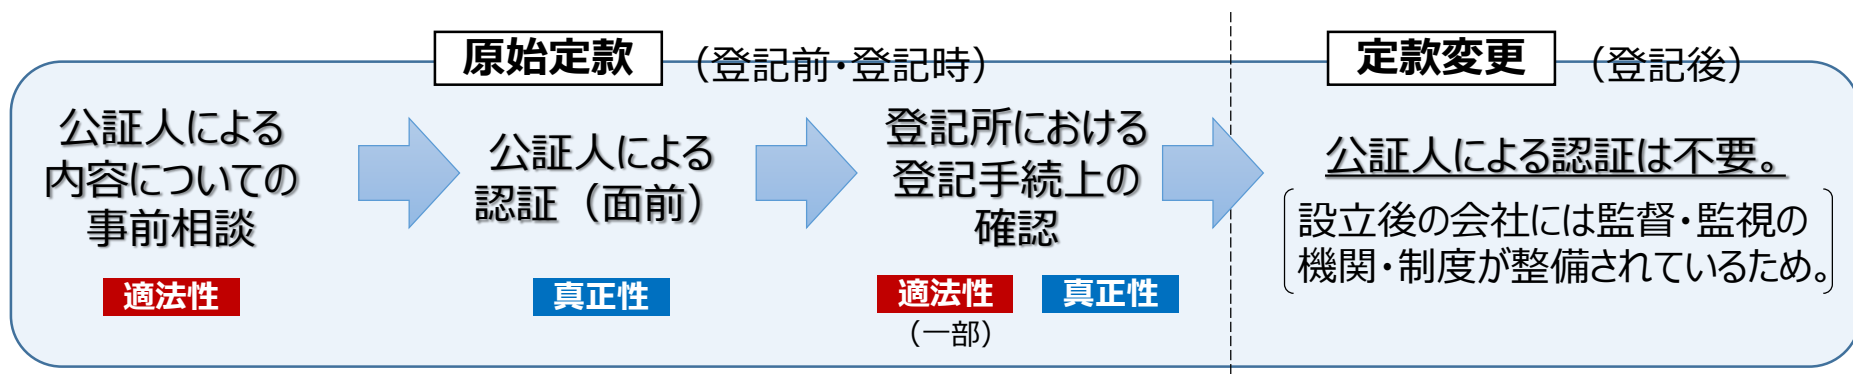 原始定款
（登記前・登記時）
公証人による
内容についての
事前相談
適法性
公証人による
認証（面前）
真正性
登記所における
登記手続上の
確認
適法性
（一部）
真正性
定款変更
（登記後）
公証人による認証は不要。
設立後の会社には監督・監視の
機関・制度が整備されているため。